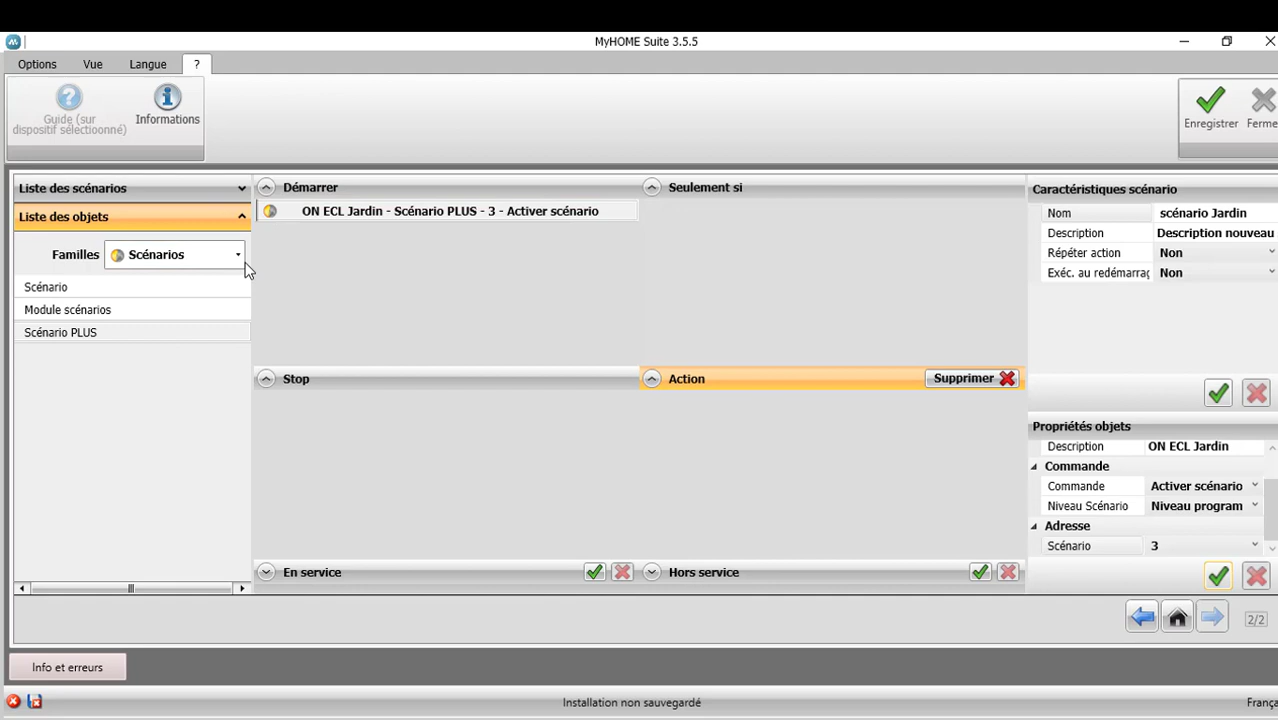 MyHOME Suite 3.5.5
Options Vue Langue ?
Guide (sur dispositif sélectioonné)
Informations
Enregistrer Ferme
Liste des scénarios
Liste des objets
Familles Scénarios
Scénario
Module scénarios
Scénario PLUS
Démarrer
ON ECL Jardin - Scénario PLUS - 3 - Activer scénario
Seulement si
Stop
Action Supprimer
En service
Hors service
Caractéristiques scénario
Nom scénario Jardin
Description Description nouveau
Répéter action Non
Exéc. au redémarraç Non
Propriétés objets
Description ON ECL Jardin
Commande
Commande Activer scénario
Niveau Scénario Niveau program
Adresse
Scénario 3
2/2
Info et erreurs
Installation non sauvegardé
França